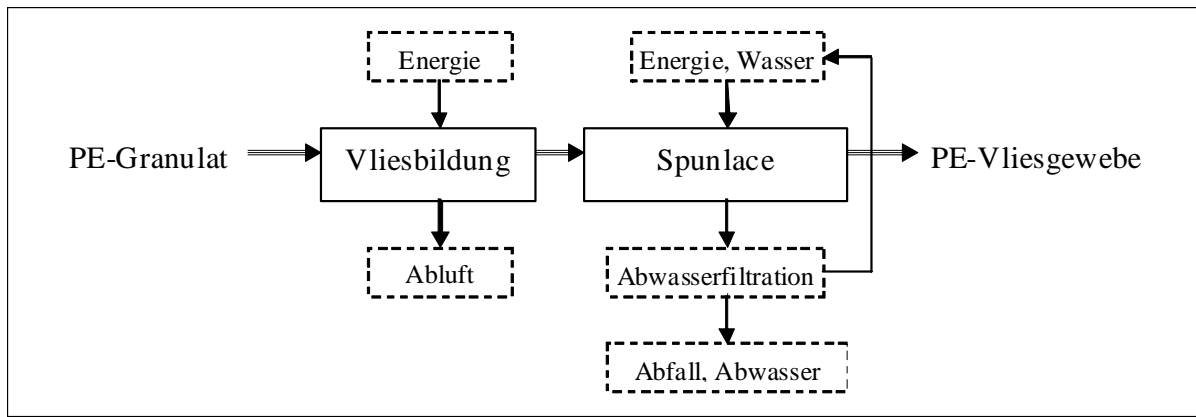 Energie
Energie, Wasser
PE-Granulat
Vliesbildung
Spunlace
PE-Vliesgewebe
Abluft
Abwasserfiltration
Abfall, Abwasser